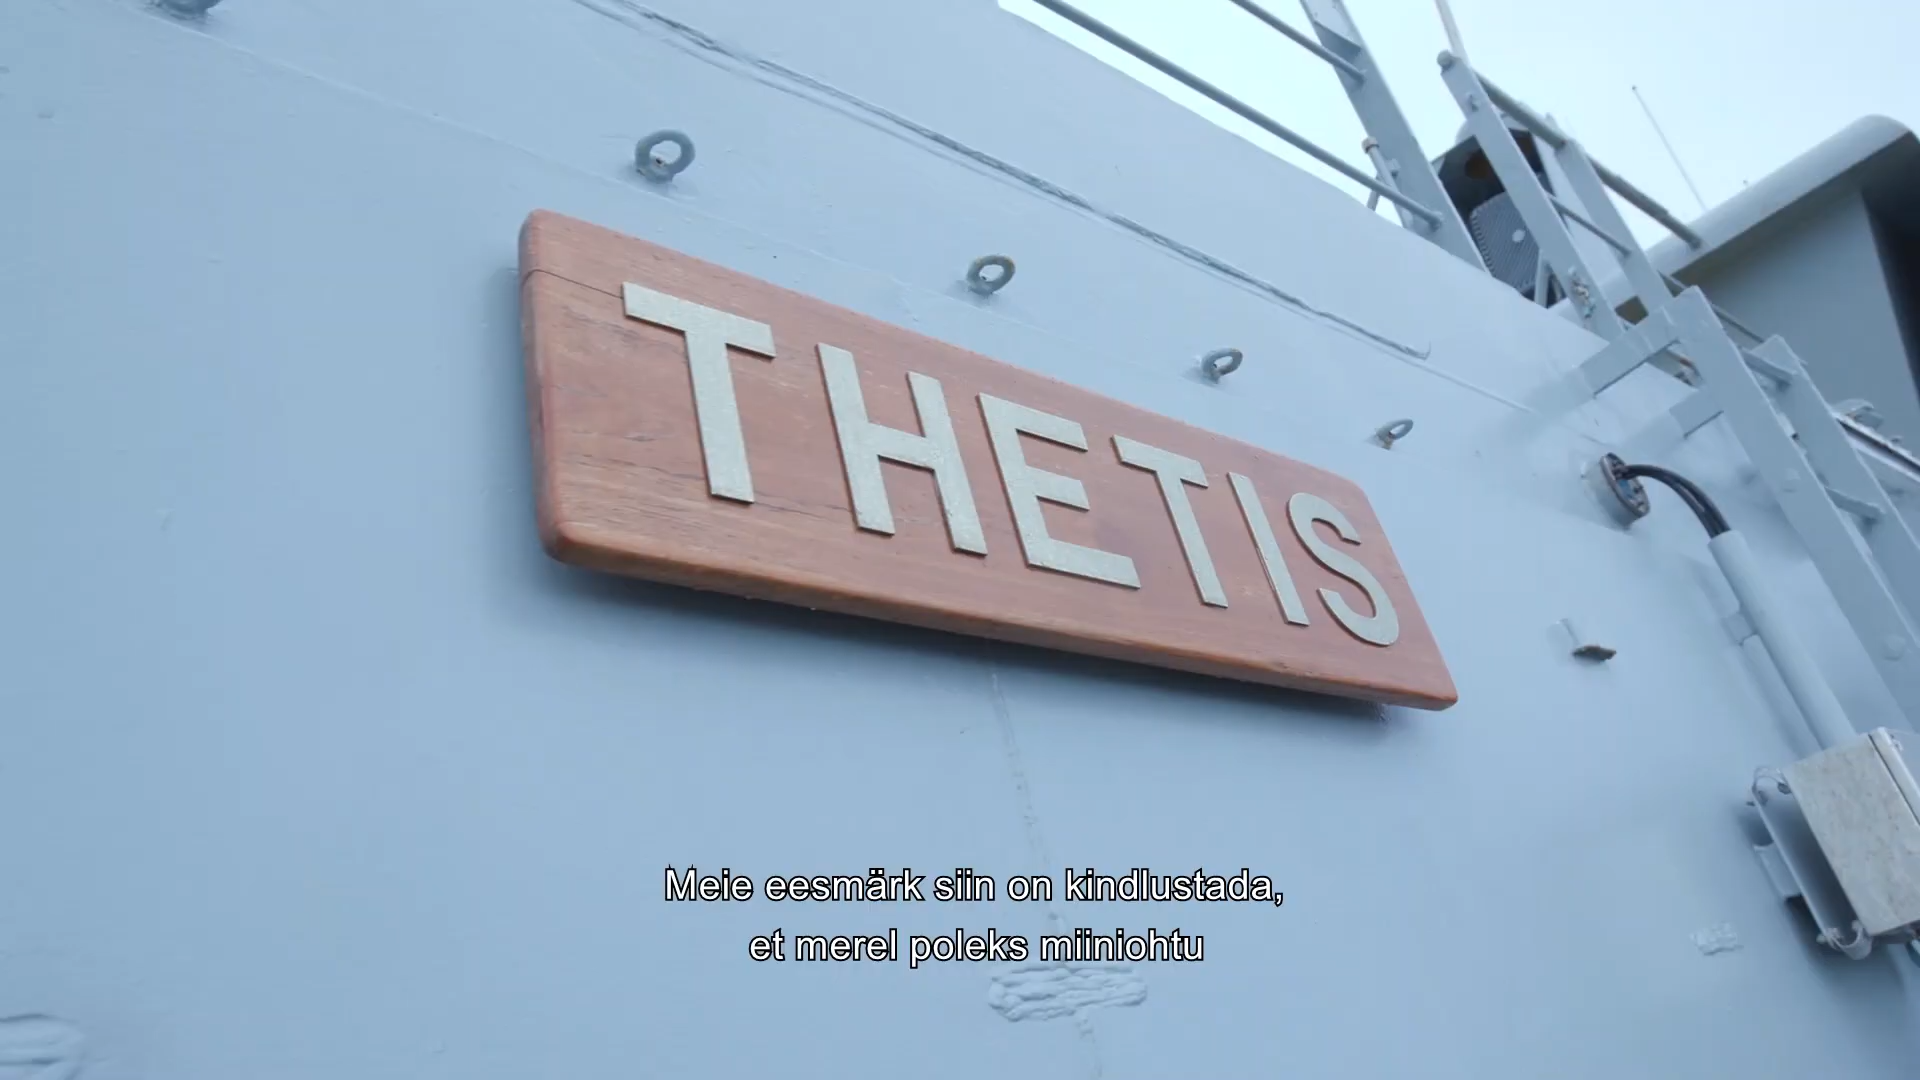 THETIS
Meie eesmärk siin on kindlustada,
et merel poleks miiniohtu